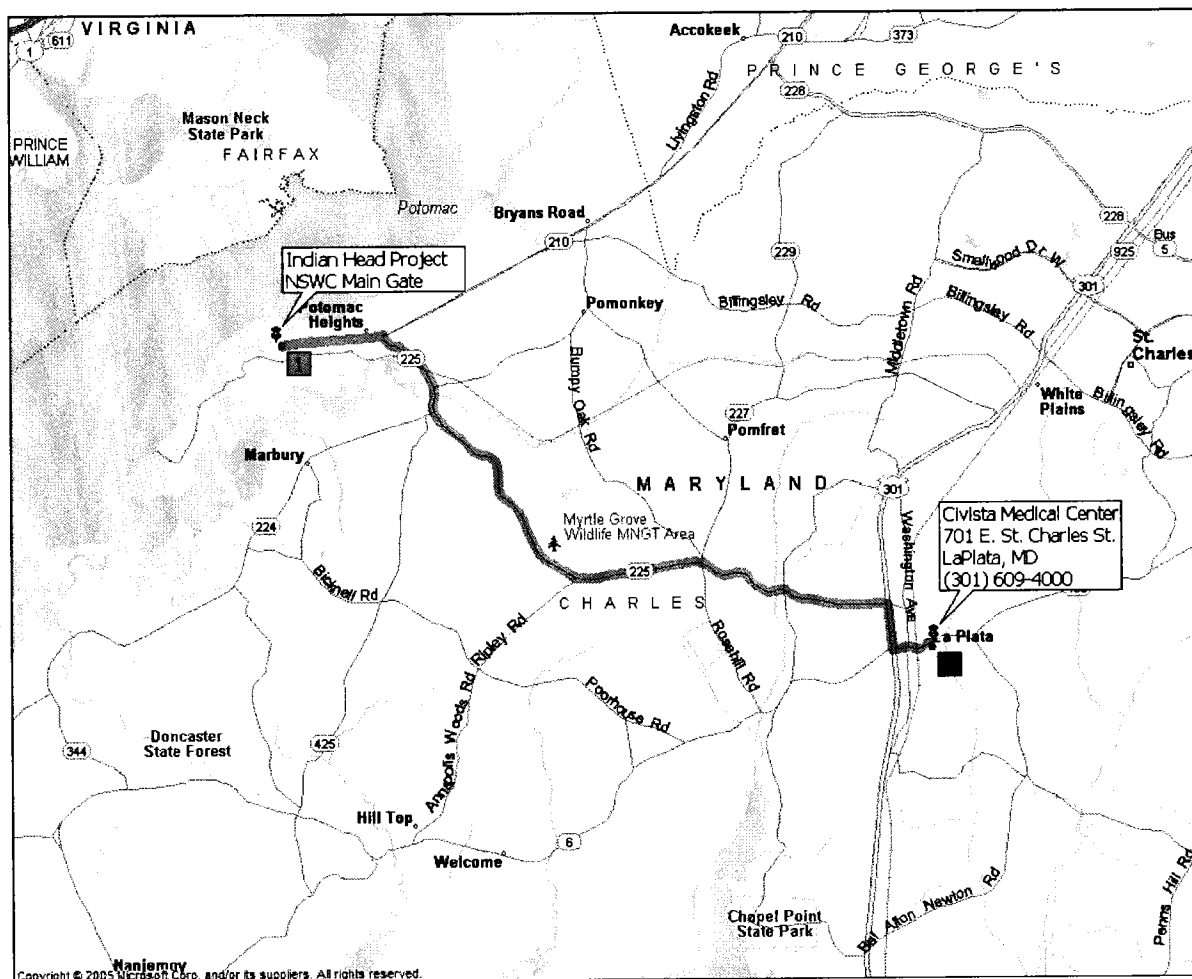 VIRGINIA
611
1
Accokeek
210
373
PRINCE GEORGE'S
228
Livingston Rd
Mason Neck
State Park
PRINCE
WILLIAM
FAIRFAX
Potomac
Bryans Road
210
229
228
925
Bus
5
Smallwood Dr W
301
Indian Head Project
NSWC Main Gate
Potomac
Heights
Pomonkey
Billingsley Rd
Middletown Rd
Billingsley Rd
St.
Charles
1
225
Bumpy Oak Rd
227
Pomfret
White
Plains
Billingsley Rd
Marbury
MARYLAND
301
Washington Ave
224
Myrtle Grove
Wildlife MNGT Area
Civista Medical Center
701 E. St. Charles St.
LaPlata, MD
(301) 609-4000
Bicknell Rd
225
CHARLES
La Plata
Ripley Rd
Rosehill Rd
Poorhouse Rd
Annapolis Woods Rd
Doncaster
State Forest
344
425
Hill Top
Welcome
6
Chapel Point
State Park
Bel Alton Newton Rd
Penns Hill Rd
Nanjemoy
Copyright © 2005 Microsoft Corp. and/or its suppliers. All rights reserved.